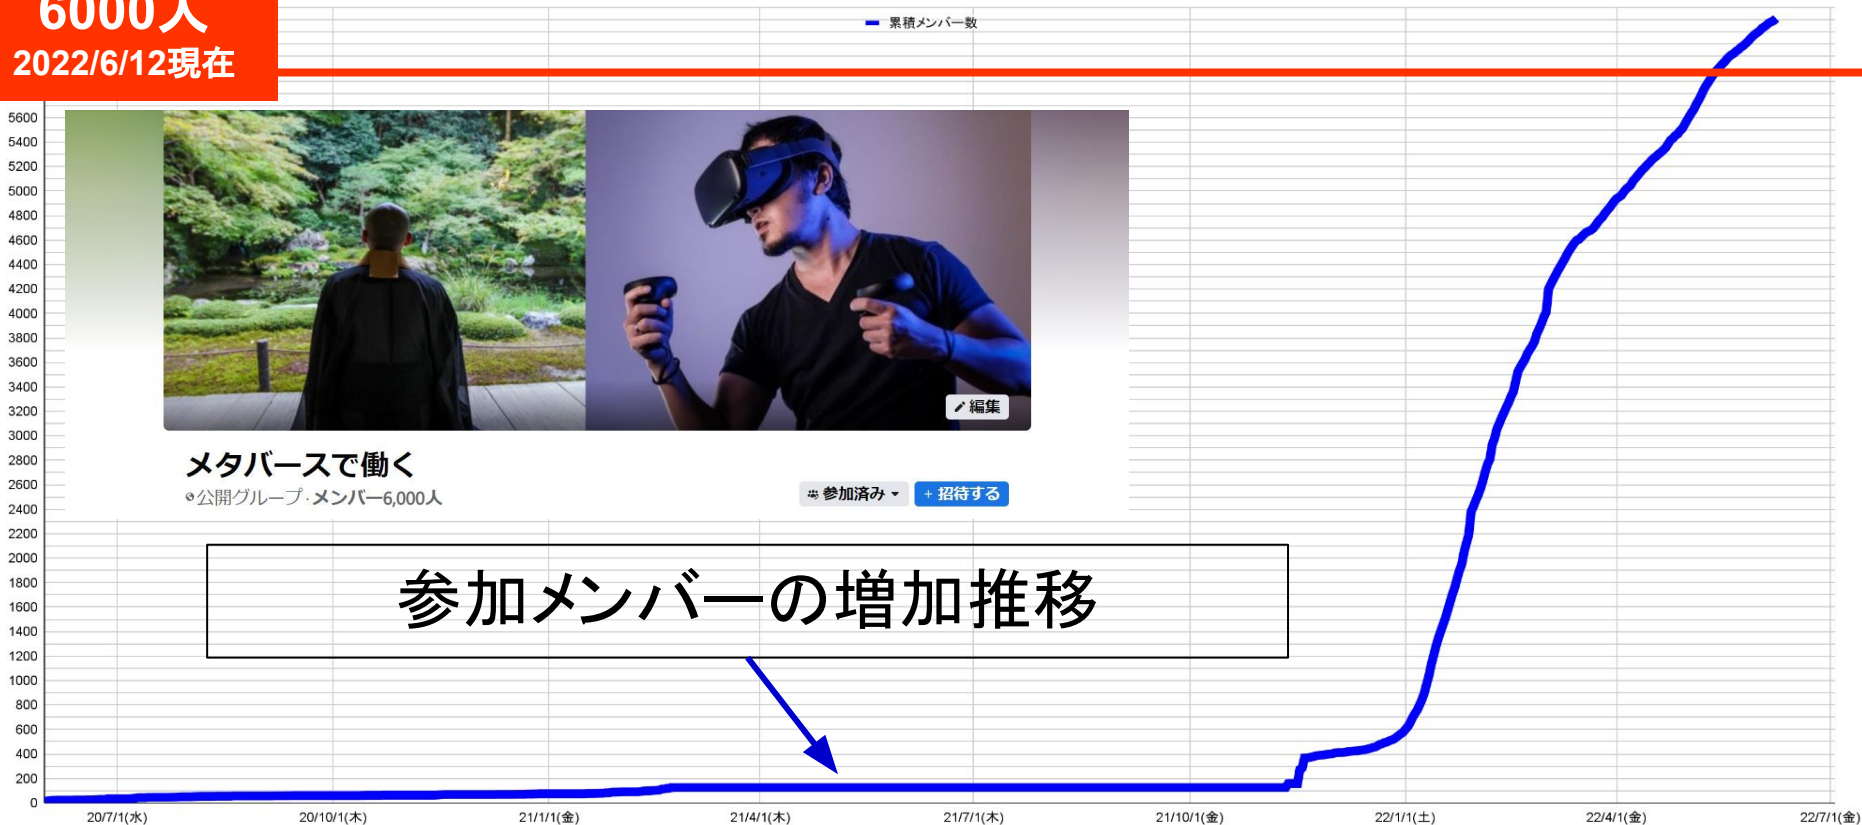 6000人
2022/6/12現在
累積メンバー数
5600
5400
5200
5000
4800
4600
4400
4200
4000
3800
3600
3400
3200
3000
2800
2600
2400
2200
2000
1800
1600
1400
1200
1000
800
600
400
200
0
編集
メタバースで働く
公開グループ・メンバー6,000人
参加済み
+ 招待する
参加メンバーの増加推移
20/7/1(水)
20/10/1(木)
21/1/1(金)
21/4/1(木)
21/7/1(木)
21/10/1(金)
22/1/1(土)
22/4/1(金)
22/7/1(金)